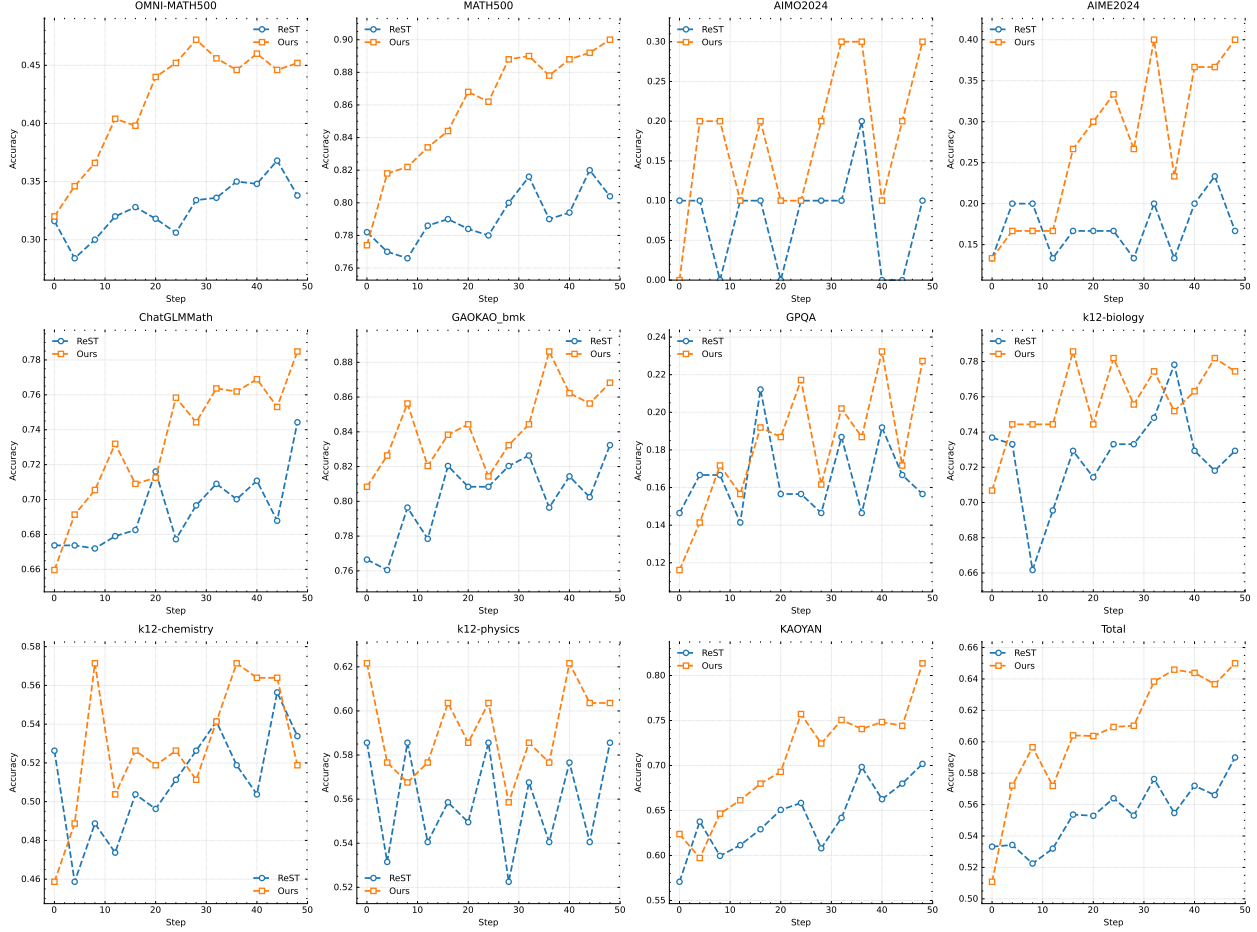 OMNI-MATH500
ReST
Ours
Accuracy
0.45
0.40
0.35
0.30
0 10 20 30 40 50
Step
MATH500
ReST
Ours
Accuracy
0.90
0.88
0.86
0.84
0.82
0.80
0.78
0.76
0 10 20 30 40 50
Step
AIMO2024
ReST
Ours
Accuracy
0.30
0.25
0.20
0.15
0.10
0.05
0.00
0 10 20 30 40 50
Step
AIME2024
ReST
Ours
Accuracy
0.40
0.35
0.30
0.25
0.20
0.15
0 10 20 30 40 50
Step
ChatGLMMath
ReST
Ours
Accuracy
0.78
0.76
0.74
0.72
0.70
0.68
0.66
0 10 20 30 40 50
Step
GAOKAO_bmk
ReST
Ours
Accuracy
0.88
0.86
0.84
0.82
0.80
0.78
0.76
0 10 20 30 40 50
Step
GPQA
ReST
Ours
Accuracy
0.24
0.22
0.20
0.18
0.16
0.14
0.12
0 10 20 30 40 50
Step
k12-biology
ReST
Ours
Accuracy
0.78
0.76
0.74
0.72
0.70
0.68
0.66
0 10 20 30 40 50
Step
k12-chemistry
Accuracy
0.58
0.56
0.54
0.52
0.50
0.48
0.46
ReST
Ours
0 10 20 30 40 50
Step
k12-physics
Accuracy
0.62
0.60
0.58
0.56
0.54
0.52
ReST
Ours
0 10 20 30 40 50
Step
KAOYAN
ReST
Ours
Accuracy
0.80
0.75
0.70
0.65
0.60
0.55
0 10 20 30 40 50
Step
Total
ReST
Ours
Accuracy
0.66
0.64
0.62
0.60
0.58
0.56
0.54
0.52
0.50
0 10 20 30 40 50
Step